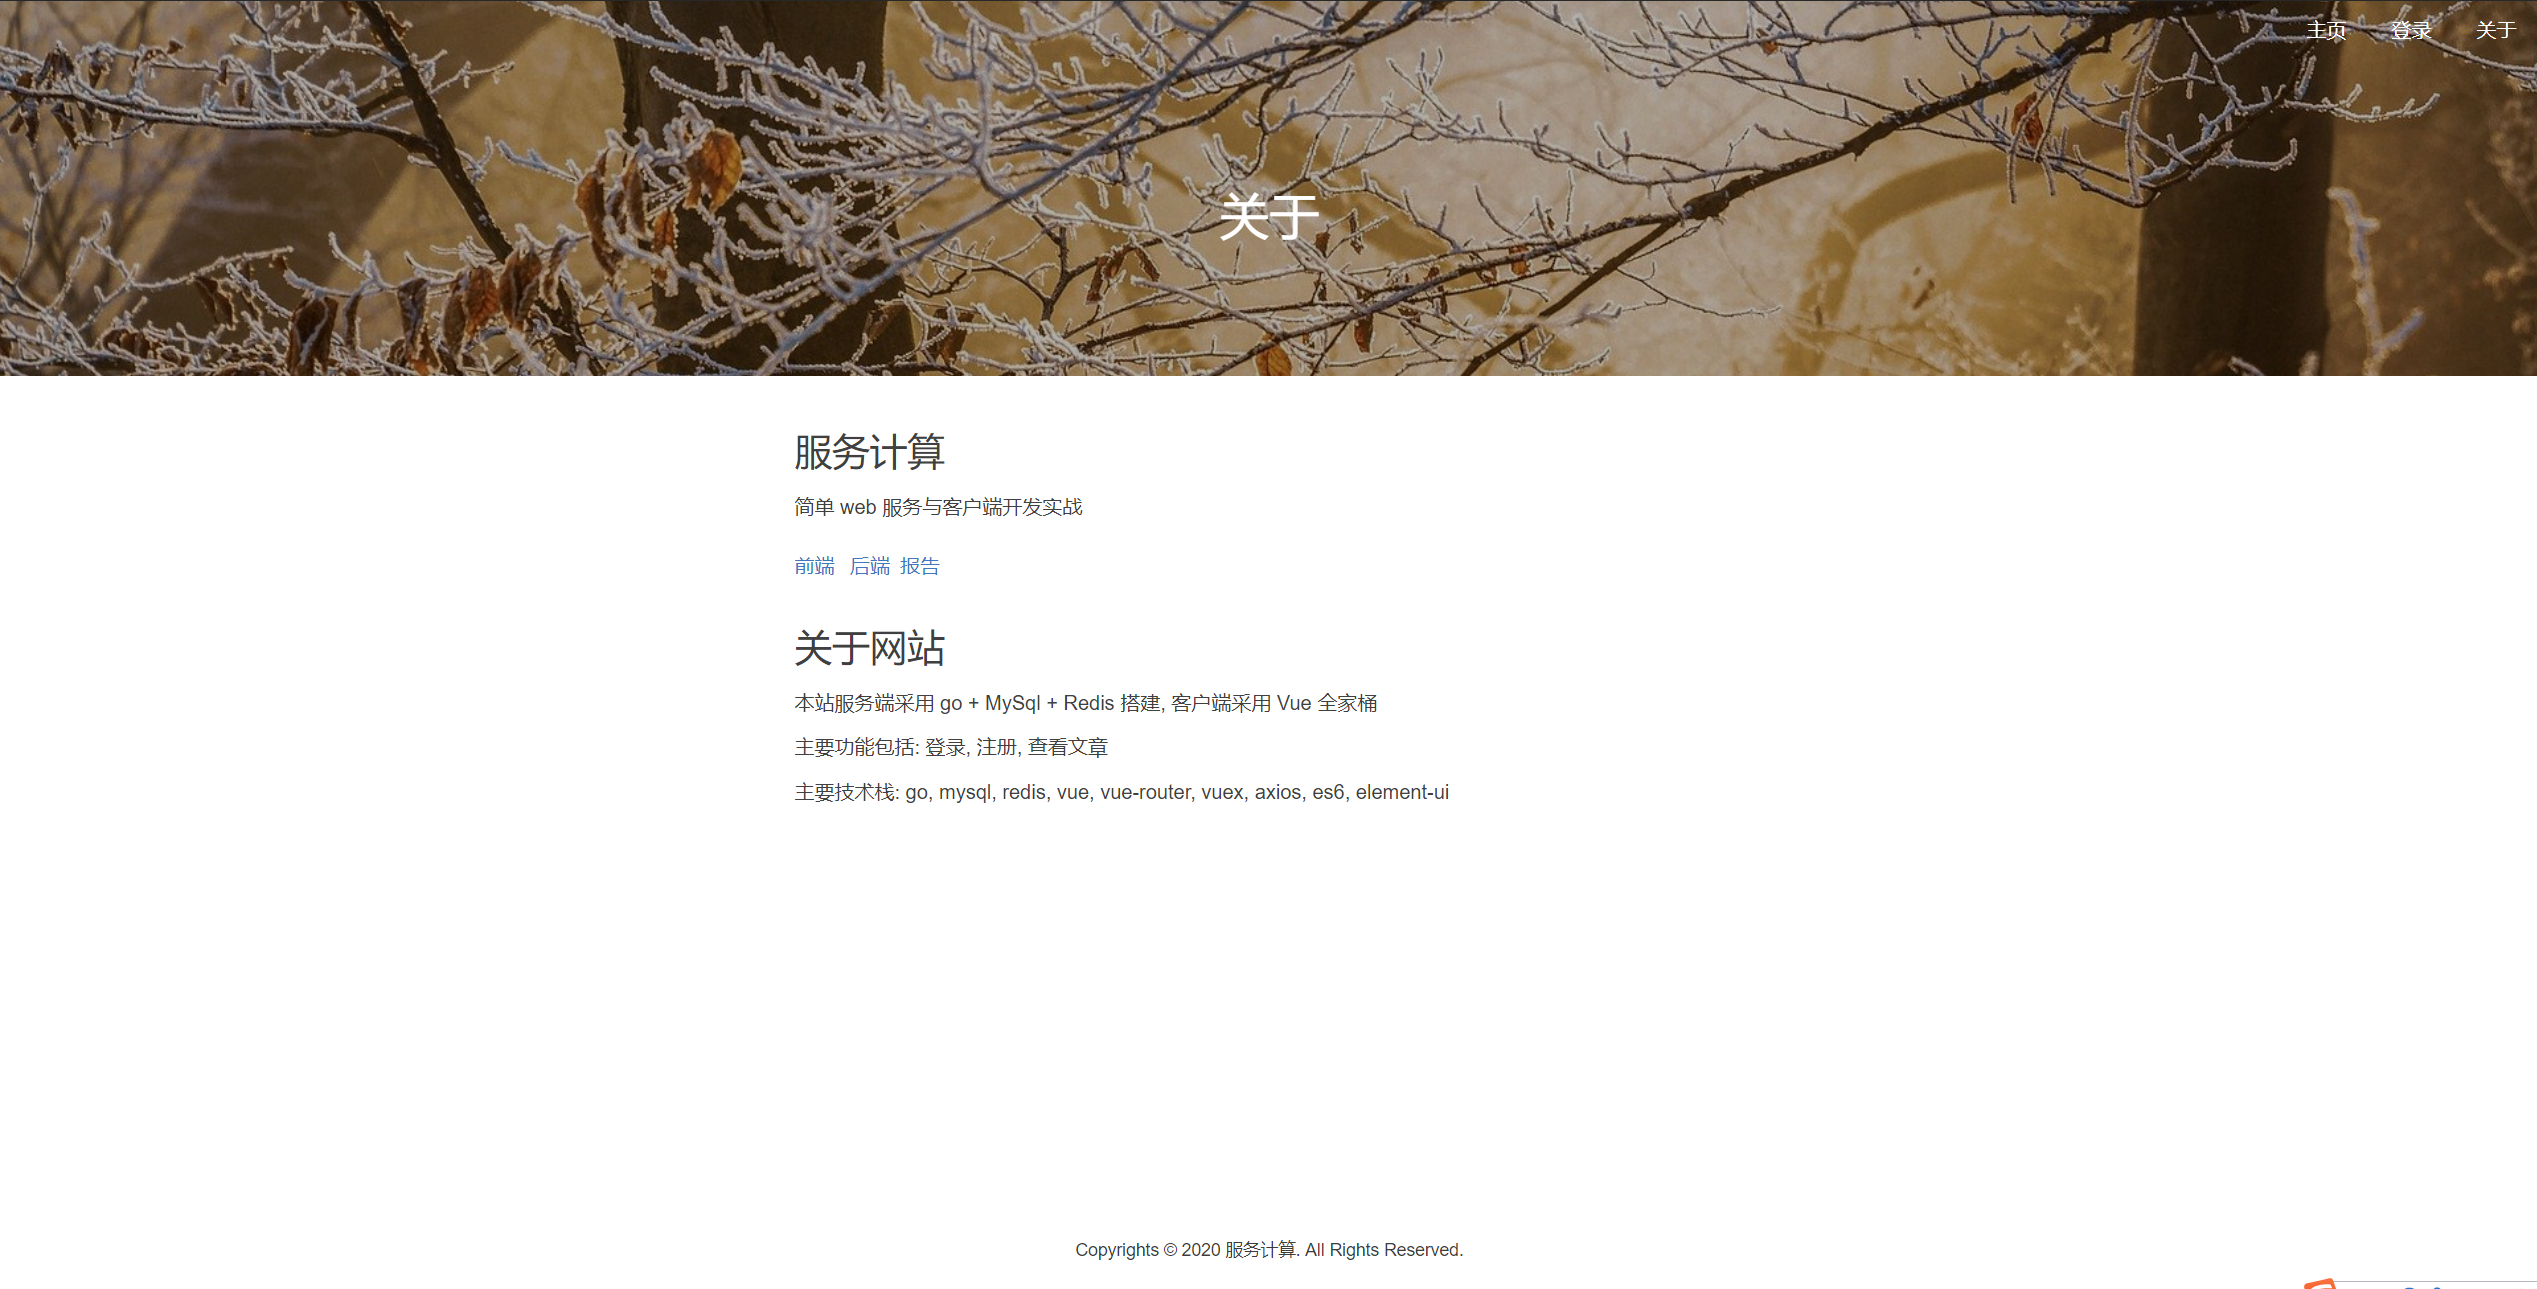 主页 登录 关于
关于
服务计算
简单 web 服务与客户端开发实战
前端 后端 报告
关于网站
本站服务端采用 go + MySql + Redis 搭建, 客户端采用 Vue 全家桶
主要功能包括: 登录, 注册, 查看文章
主要技术栈: go, mysql, redis, vue, vue-router, vuex, axios, es6, element-ui
Copyrights © 2020 服务计算. All Rights Reserved.